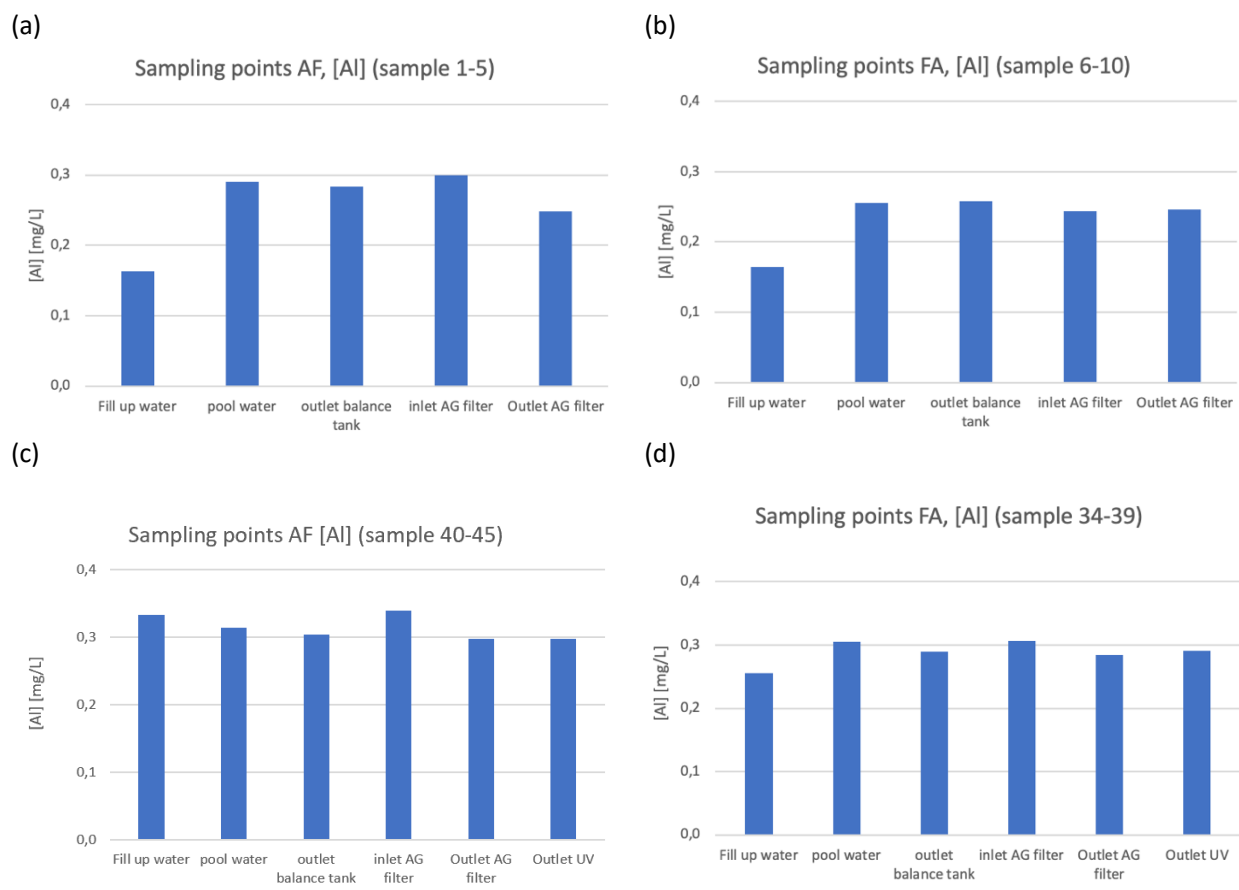 (a)
Sampling points AF, [Al] (sample 1-5)
[Al] [mg/L]
0,4
0,3
0,2
0,1
0,0
Fill up water
pool water
outlet balance
tank
inlet AG filter
Outlet AG filter
(b)
Sampling points FA, [Al] (sample 6-10)
[Al] [mg/L]
0,4
0,3
0,2
0,1
0,0
Fill up water
pool water
outlet balance
tank
inlet AG filter
Outlet AG filter
(c)
Sampling points AF [Al] (sample 40-45)
[Al] [mg/L]
0,4
0,3
0,2
0,1
0,0
Fill up water
pool water
outlet
balance tank
inlet AG
filter
Outlet AG
filter
Outlet UV
(d)
Sampling points FA, [Al] (sample 34-39)
[Al] [mg/L]
0,4
0,3
0,2
0,1
0,0
Fill up water
pool water
outlet
balance tank
inlet AG filter
Outlet AG
filter
Outlet UV